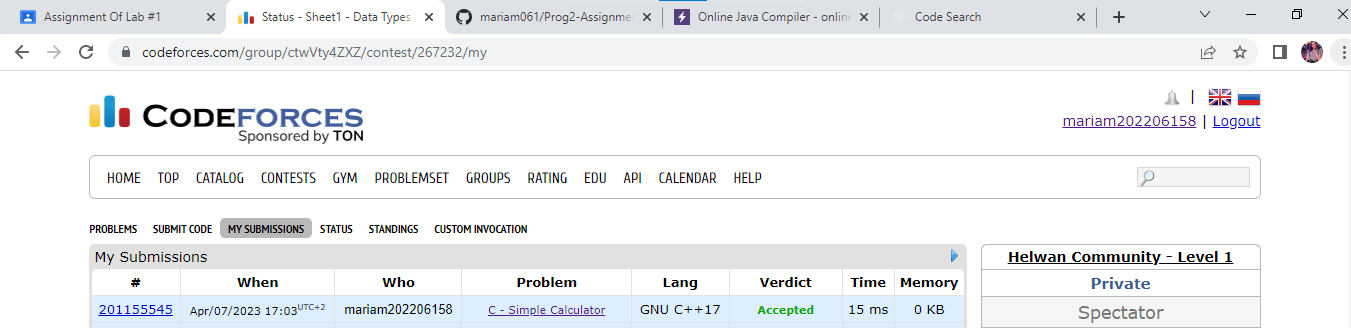 Assignment Of Lab #1
Status - Sheet1 - Data Types
mariam061/Prog2-Assignme
Online Java Compiler - online
Code Search
codeforces.com/group/ctwVty4ZXZ/contest/267232/my
CODEFORCES
Sponsored by TON
|
mariam202206158 | Logout
HOME TOP CATALOG CONTESTS GYM PROBLEMSET GROUPS RATING EDU API CALENDAR HELP
PROBLEMS SUBMIT CODE MY SUBMISSIONS STATUS STANDINGS CUSTOM INVOCATION
My Submissions
# When Who Problem Lang Verdict Time Memory
201155545 Apr/07/2023 17:03UTC+2 mariam202206158 C - Simple Calculator GNU C++17 Accepted 15 ms 0 KB
Helwan Community - Level 1
Private
Spectator